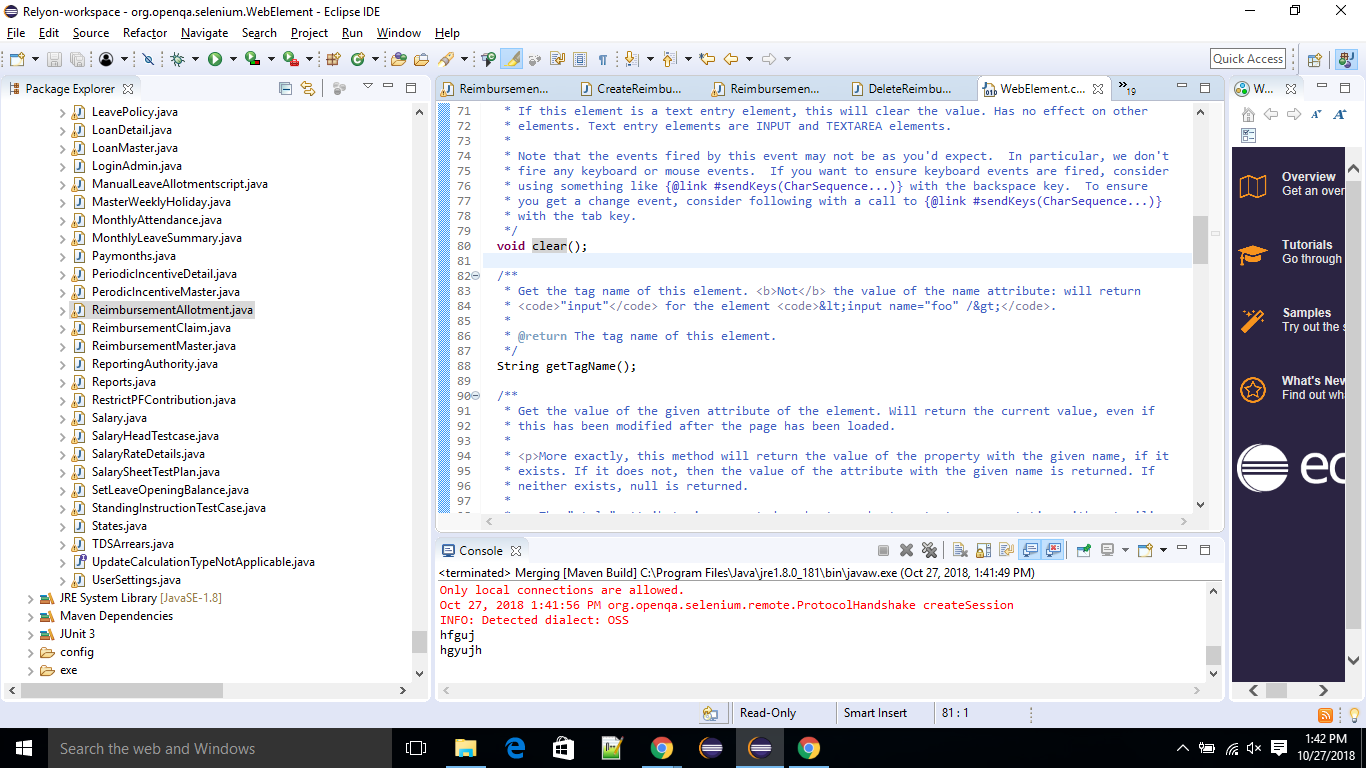 Relyon-workspace - org.openqa.selenium.WebElement - Eclipse IDE
File Edit Source Refactor Navigate Search Project Run Window Help
Quick Access
Package Explorer
LeavePolicy.java
LoanDetail.java
LoanMaster.java
LoginAdmin.java
ManualLeaveAllotmentscript.java
MasterWeeklyHoliday.java
MonthlyAttendance.java
MonthlyLeaveSummary.java
Paymonths.java
PeriodicIncentiveDetail.java
PerodicIncentiveMaster.java
ReimbursementAllotment.java
ReimbursementClaim.java
ReimbursementMaster.java
ReportingAuthority.java
Reports.java
RestrictPFContribution.java
Salary.java
SalaryHeadTestcase.java
SalaryRateDetails.java
SalarySheetTestPlan.java
SetLeaveOpeningBalance.java
StandingInstructionTestCase.java
States.java
TDSArrears.java
UpdateCalculationTypeNotApplicable.java
UserSettings.java
JRE System Library [JavaSE-1.8]
Maven Dependencies
JUnit 3
config
exe
Reimbursemen... CreateReimbu... Reimbursemen... DeleteReimbu... WebElement.c... »19
71 * If this element is a text entry element, this will clear the value. Has no effect on other
72 * elements. Text entry elements are INPUT and TEXTAREA elements.
73 *
74 * Note that the events fired by this event may not be as you'd expect.  In particular, we don't
75 * fire any keyboard or mouse events.  If you want to ensure keyboard events are fired, consider
76 * using something like {@link #sendKeys(CharSequence...)} with the backspace key.  To ensure
77 * you get a change event, consider following with a call to {@link #sendKeys(CharSequence...)}
78 * with the tab key.
79 */
80 void clear();
81
82 /**
83 * Get the tag name of this element. <b>Not</b> the value of the name attribute: will return
84 * <code>"input"</code> for the element <code>&lt;input name="foo" /&gt;</code>.
85 *
86 * @return The tag name of this element.
87 */
88 String getTagName();
89
90 /**
91 * Get the value of the given attribute of the element. Will return the current value, even if
92 * this has been modified after the page has been loaded.
93 *
94 * <p>More exactly, this method will return the value of the property with the given name, if it
95 * exists. If it does not, then the value of the attribute with the given name is returned. If
96 * neither exists, null is returned.
97 *
Console
<terminated> Merging [Maven Build] C:\Program Files\Java\jre1.8.0_181\bin\javaw.exe (Oct 27, 2018, 1:41:49 PM)
Only local connections are allowed.
Oct 27, 2018 1:41:56 PM org.openqa.selenium.remote.ProtocolHandshake createSession
INFO: Detected dialect: OSS
hfguj
hgyujh
W...
Overview
Get an over
Tutorials
Go through
Samples
Try out the s
What's New
Find out wh
ec
Read-Only Smart Insert 81 : 1
Search the web and Windows
1:42 PM
10/27/2018